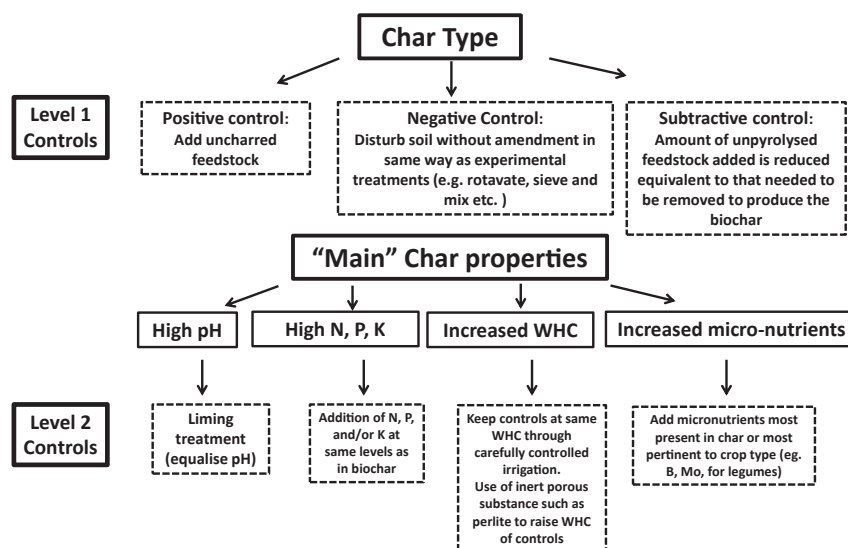 Char Type
Level 1
Controls
Positive control:
Add uncharred
feedstock
Negative Control:
Disturb soil without amendment in
same way as experimental
treatments (e.g. rotavate, sieve and
mix etc. )
Subtractive control:
Amount of unpyrolysed
feedstock added is reduced
equivalent to that needed to
be removed to produce the
biochar
“Main” Char properties
High pH
High N, P, K
Increased WHC
Increased micro-nutrients
Level 2
Controls
Liming
treatment
(equalise pH)
Addition of N, P,
and/or K at
same levels as
in biochar
Keep controls at same
WHC through
carefully controlled
irrigation.
Use of inert porous
substance such as
perlite to raise WHC
of controls
Add micronutrients most
present in char or most
pertinent to crop type (eg.
B, Mo, for legumes)